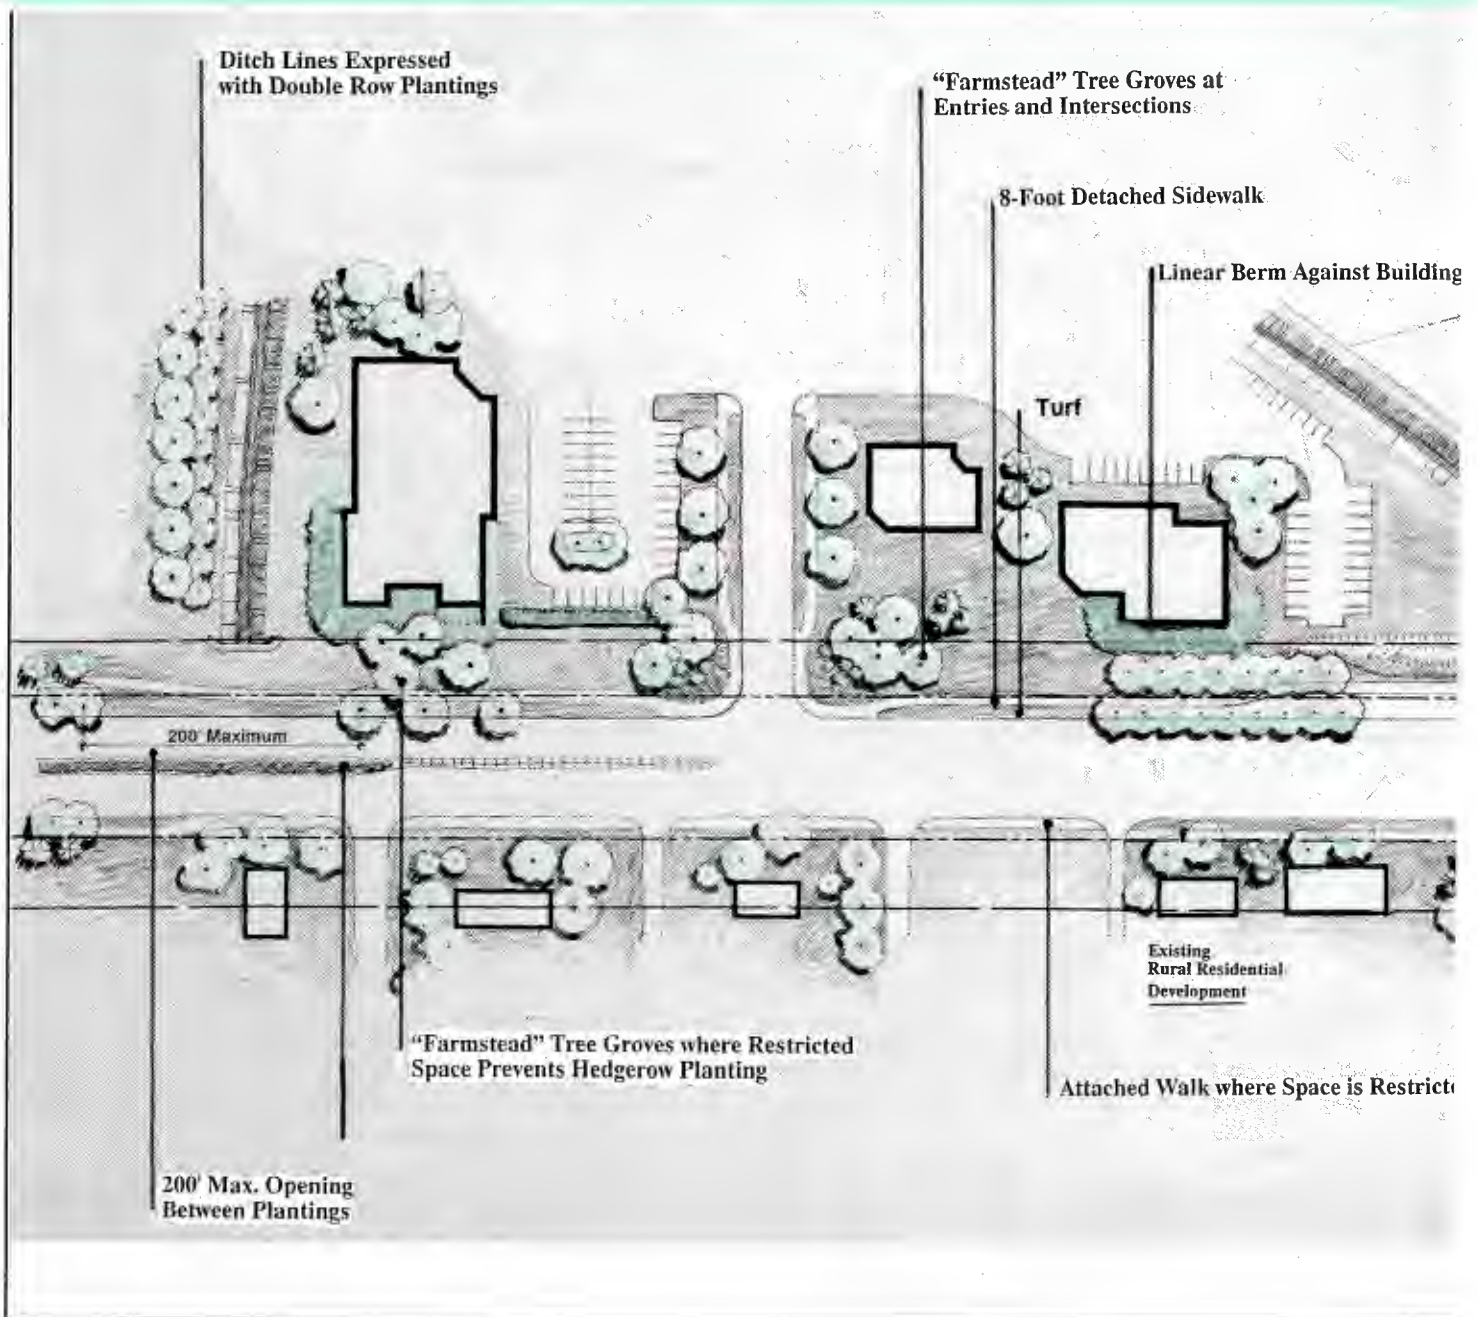 Ditch Lines Expressed
with Double Row Plantings
“Farmstead” Tree Groves at
Entries and Intersections
8-Foot Detached Sidewalk
Linear Berm Against Building
Turf
200' Maximum
Existing
Rural Residential
Development
“Farmstead” Tree Groves where Restricted
Space Prevents Hedgerow Planting
Attached Walk where Space is Restricte
200' Max. Opening
Between Plantings